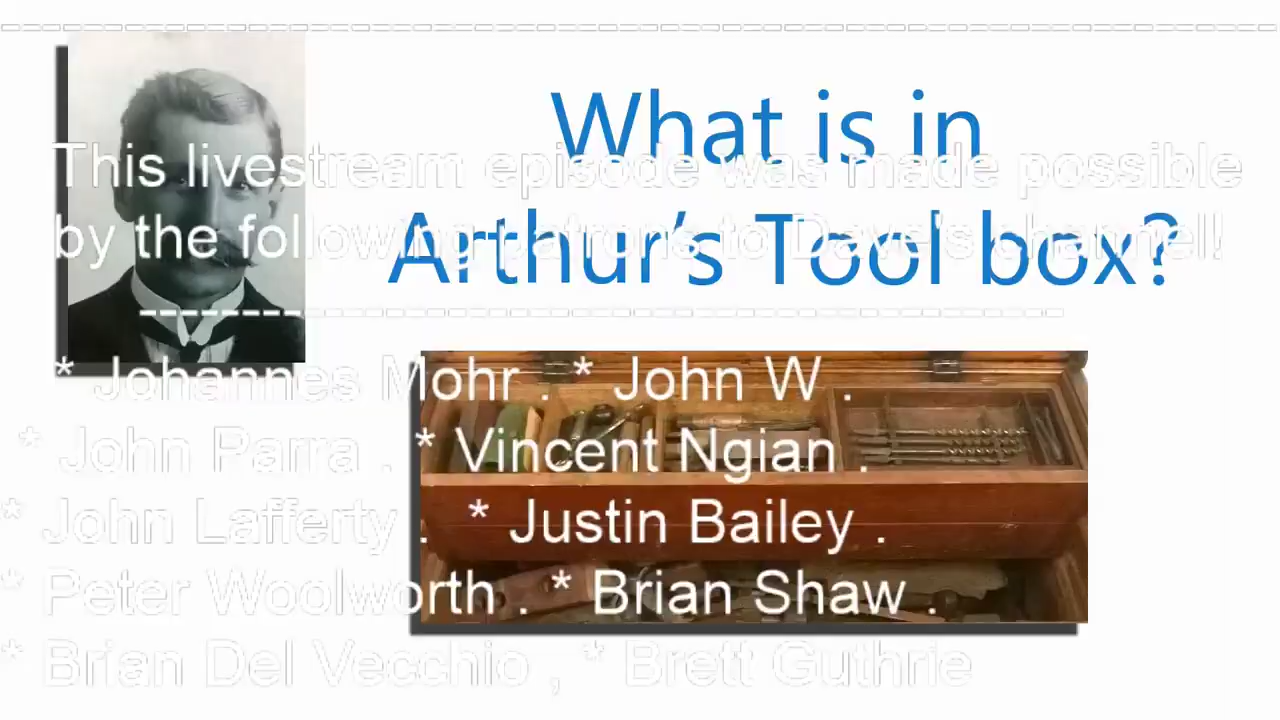 What is in
This livestream episode was made possible
by the following patrons to Dave's channel!
Arthur's Tool box?
-----------------------------
* Johannes Mohr . * John W .
* John Parra . * Vincent Ngian .
* John Lafferty . * Justin Bailey .
* Peter Woolworth . * Brian Shaw .
* Brian Del Vecchio , * Brett Guthrie